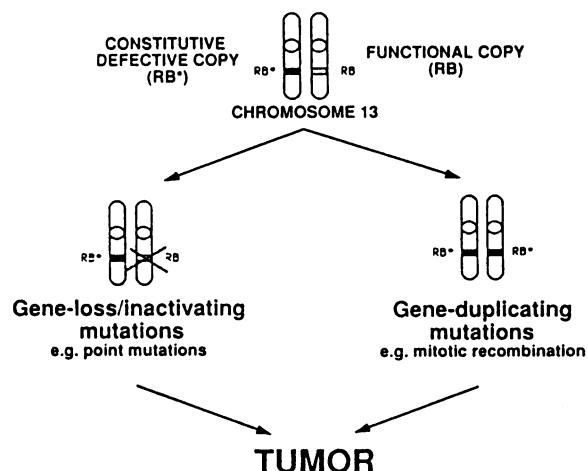 CONSTITUTIVE
DEFECTIVE COPY
(RB*)
FUNCTIONAL COPY
(RB)
RB*
RB
CHROMOSOME 13
RB*
RB
RB*
RB*
Gene-loss/inactivating
mutations
e.g. point mutations
Gene-duplicating
mutations
e.g. mitotic recombination
TUMOR